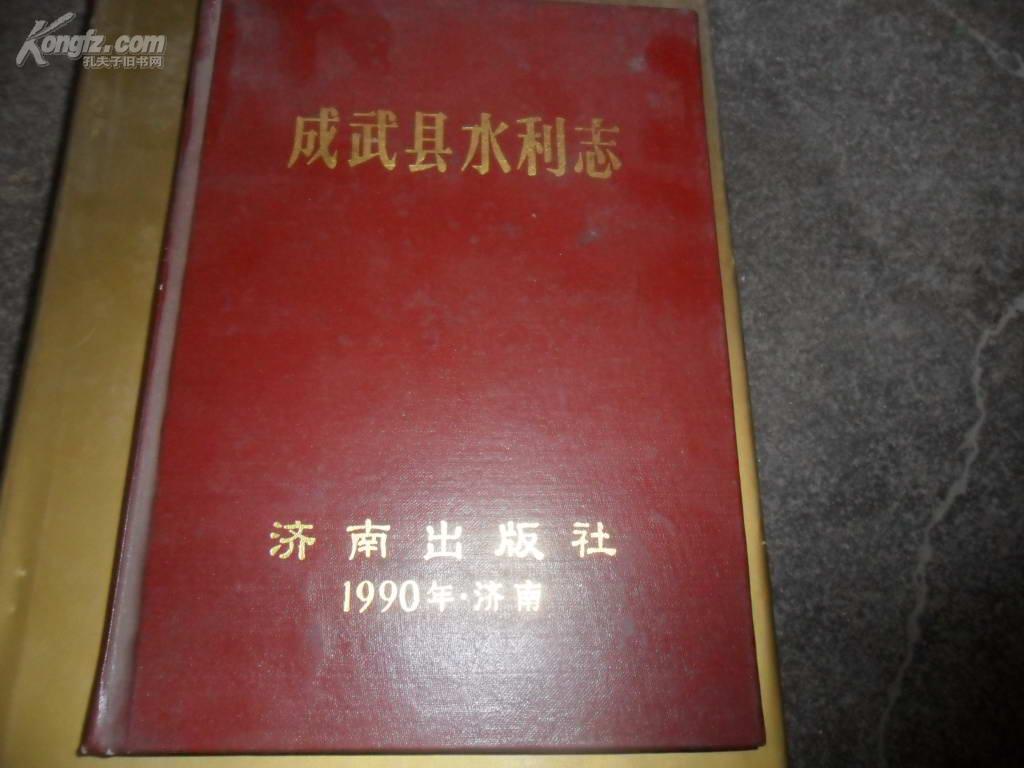 Kongfz.com
孔夫子旧书网
成武县水利志
济南出版社
1990年·济南